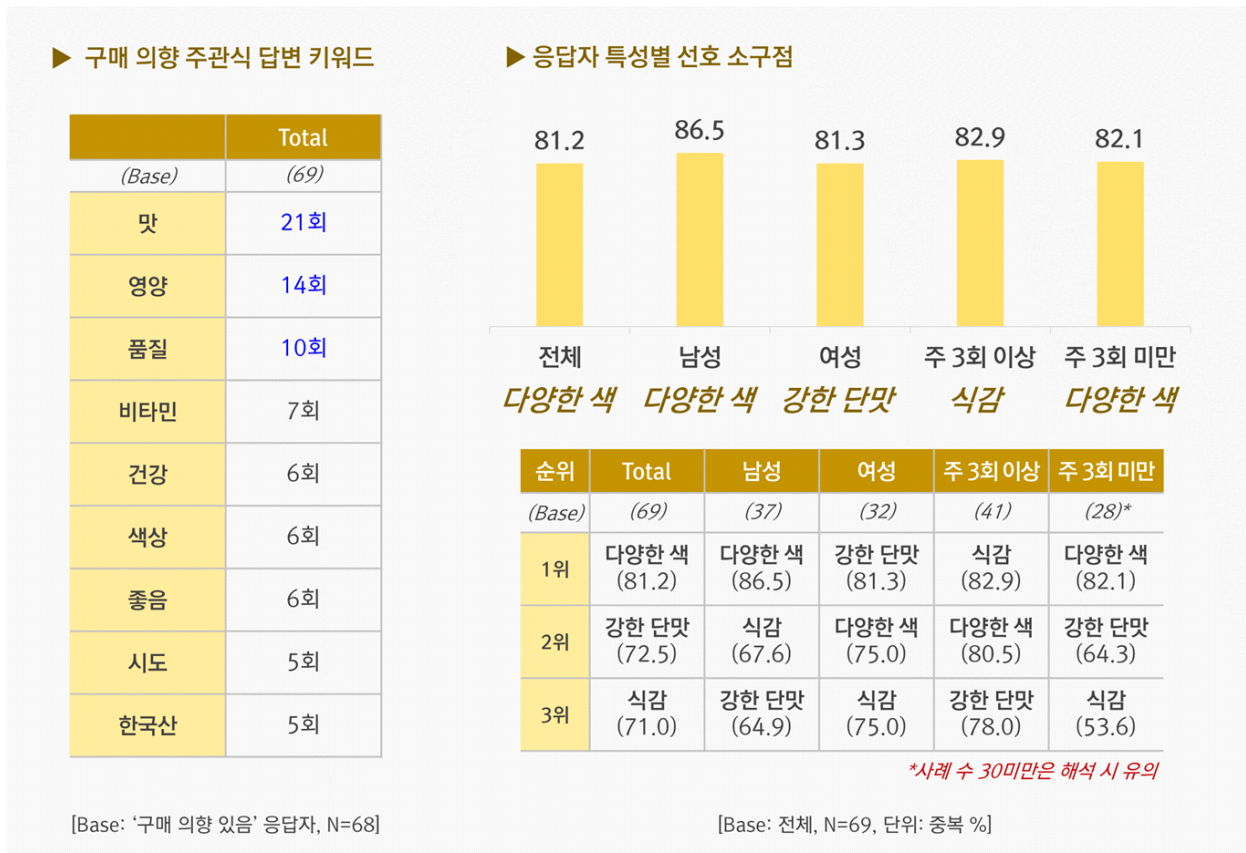 ▶ 구매 의향 주관식 답변 키워드
Total
(Base) (69)
맛 21회
영양 14회
품질 10회
비타민 7회
건강 6회
색상 6회
좋음 6회
시도 5회
한국산 5회
[Base: ‘구매 의향 있음’ 응답자, N=68]
▶ 응답자 특성별 선호 소구점
81.2 86.5 81.3 82.9 82.1
전체 남성 여성 주 3회 이상 주 3회 미만
다양한 색 다양한 색 강한 단맛 식감 다양한 색
순위 Total 남성 여성 주 3회 이상 주 3회 미만
(Base) (69) (37) (32) (41) (28)*
1위 다양한 색 다양한 색 강한 단맛 식감 다양한 색
(81.2) (86.5) (81.3) (82.9) (82.1)
2위 강한 단맛 식감 다양한 색 다양한 색 강한 단맛
(72.5) (67.6) (75.0) (80.5) (64.3)
3위 식감 강한 단맛 식감 강한 단맛 식감
(71.0) (64.9) (75.0) (78.0) (53.6)
*사례 수 30미만은 해석 시 유의
[Base: 전체, N=69, 단위: 중복 %]